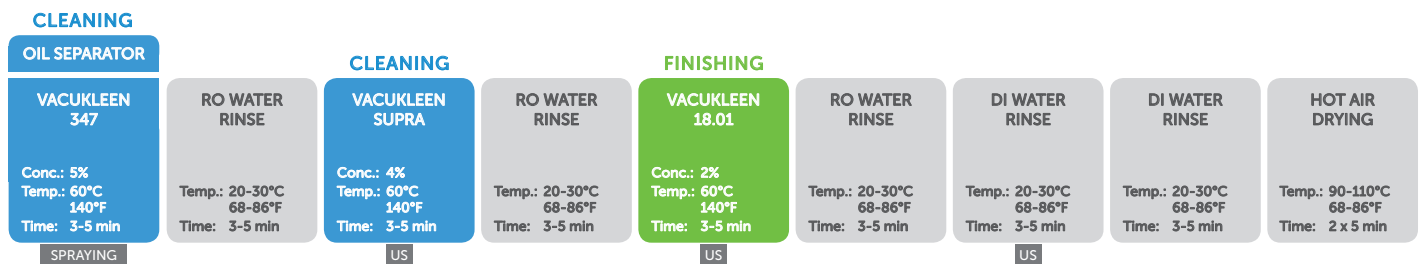 CLEANING
OIL SEPARATOR
VACUKLEEN
347
Conc.: 5%
Temp.: 60°C
140°F
Time: 3-5 min
SPRAYING
RO WATER
RINSE
Temp.: 20-30°C
68-86°F
Time: 3-5 min
CLEANING
VACUKLEEN
SUPRA
Conc.: 4%
Temp.: 60°C
140°F
Time: 3-5 min
US
RO WATER
RINSE
Temp.: 20-30°C
68-86°F
Time: 3-5 min
FINISHING
VACUKLEEN
18.01
Conc.: 2%
Temp.: 60°C
140°F
Time: 3-5 min
US
RO WATER
RINSE
Temp.: 20-30°C
68-86°F
Time: 3-5 min
DI WATER
RINSE
Temp.: 20-30°C
68-86°F
Time: 3-5 min
US
DI WATER
RINSE
Temp.: 20-30°C
68-86°F
Time: 3-5 min
HOT AIR
DRYING
Temp.: 90-110°C
68-86°F
Time: 2 x 5 min